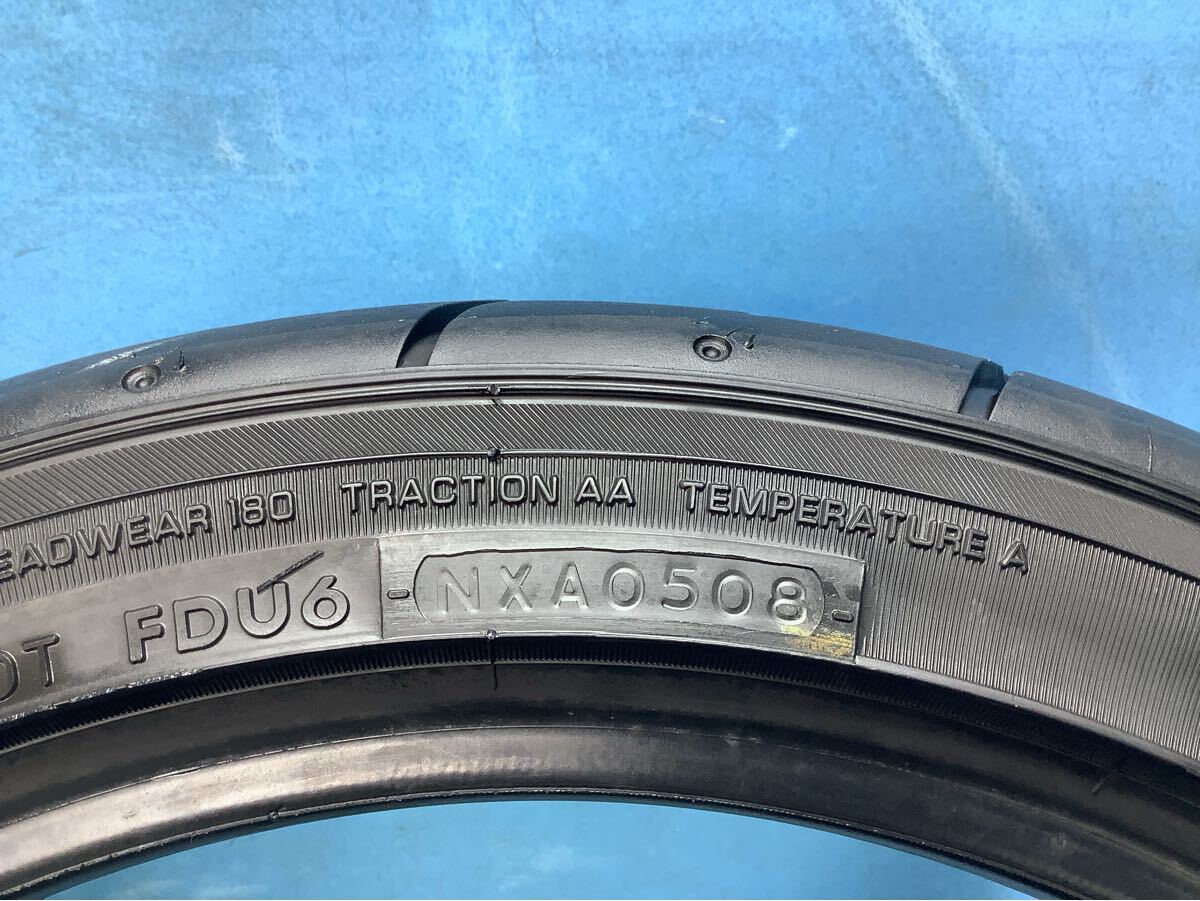 EADWEAR 180 TRACTION AA TEMPERATURE A
OT FDU6 -NXA0508-